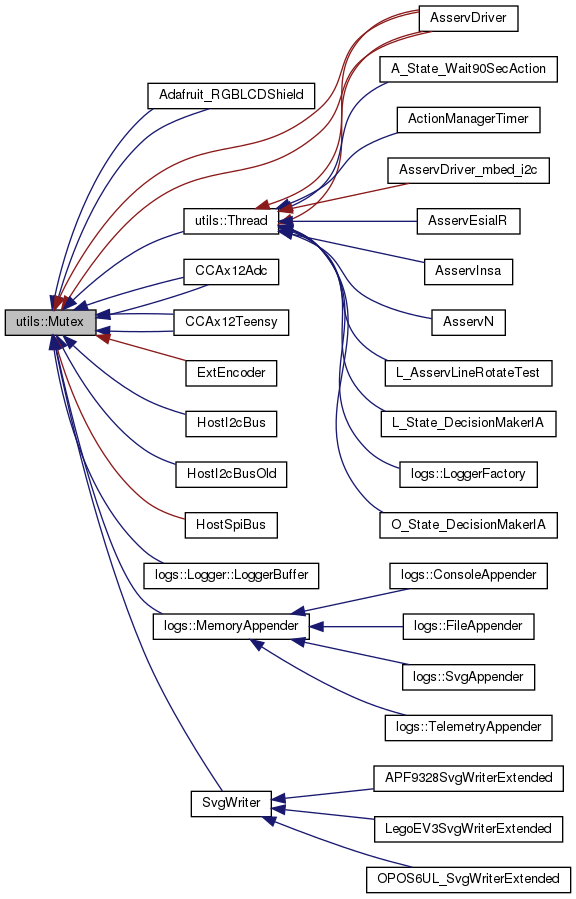 AsservDriver
A_State_Wait90SecAction
Adafruit_RGBLCDShield
ActionManagerTimer
AsservDriver_mbed_i2c
utils::Thread
AsservEsialR
AsservInsa
CCAx12Adc
utils::Mutex
CCAx12Teensy
AsservN
ExtEncoder
L_AsservLineRotateTest
HostI2cBus
L_State_DecisionMakerIA
HostI2cBusOld
logs::LoggerFactory
HostSpiBus
O_State_DecisionMakerIA
logs::Logger::LoggerBuffer
logs::ConsoleAppender
logs::MemoryAppender
logs::FileAppender
logs::SvgAppender
logs::TelemetryAppender
APF9328SvgWriterExtended
SvgWriter
LegoEV3SvgWriterExtended
OPOS6UL_SvgWriterExtended